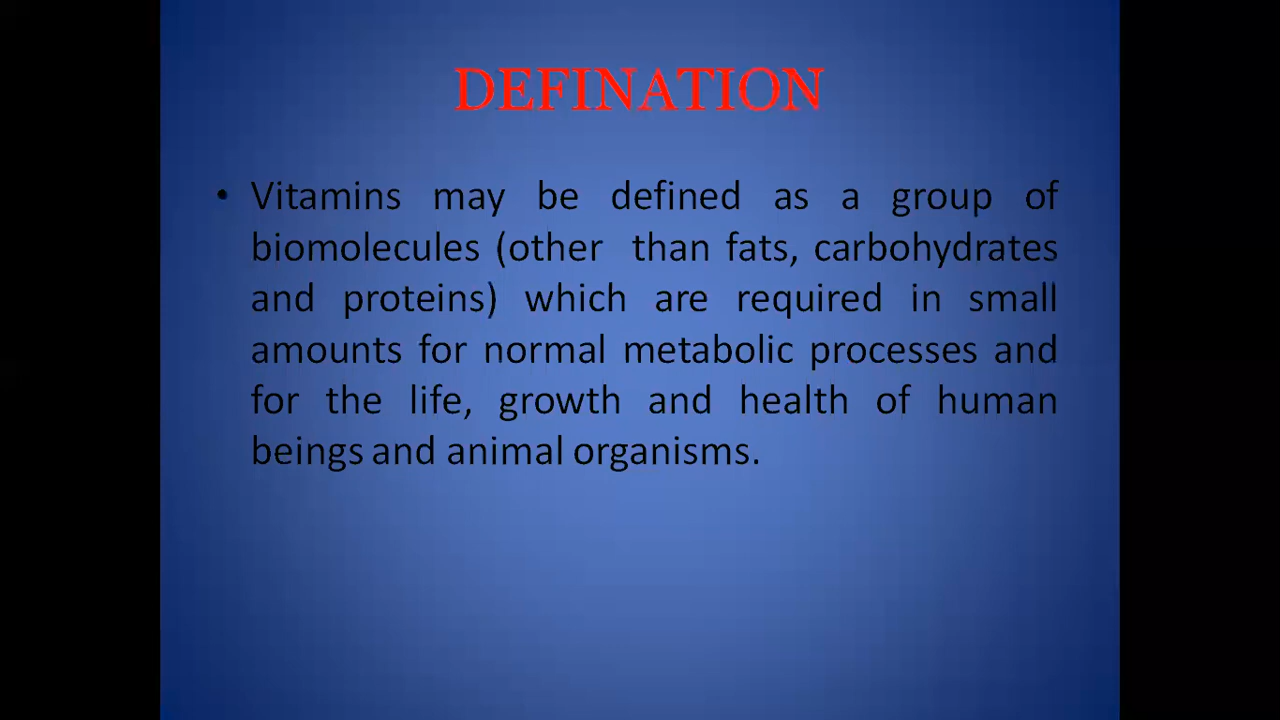 DEFINATION
• Vitamins may be defined as a group of
biomolecules (other than fats, carbohydrates
and proteins) which are required in small
amounts for normal metabolic processes and
for the life, growth and health of human
beings and animal organisms.